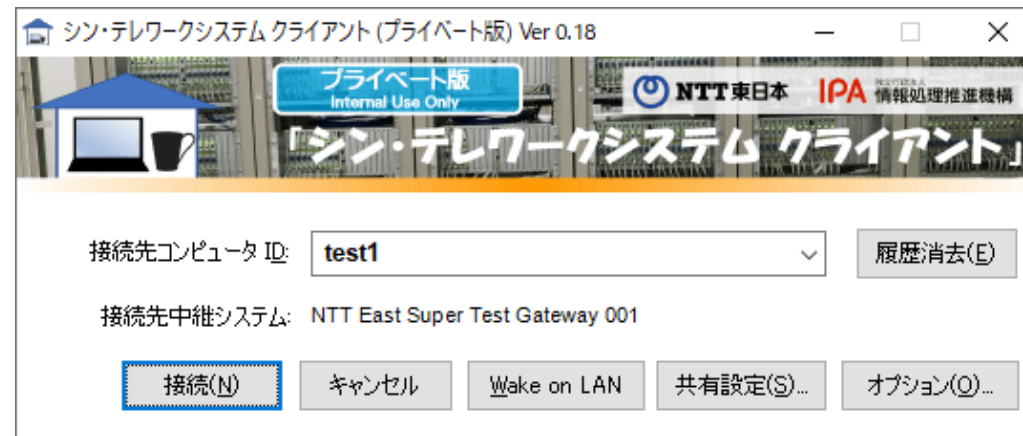 シン・テレワークシステム クライアント (プライベート版) Ver 0.18
プライベート版
Internal Use Only
NTT東日本
IPA 独立行政法人 情報処理推進機構
「シン・テレワークシステム クライアント」
接続先コンピュータ ID: test1 履歴消去(E)
接続先中継システム: NTT East Super Test Gateway 001
接続(N) キャンセル Wake on LAN 共有設定(S)... オプション(O)...